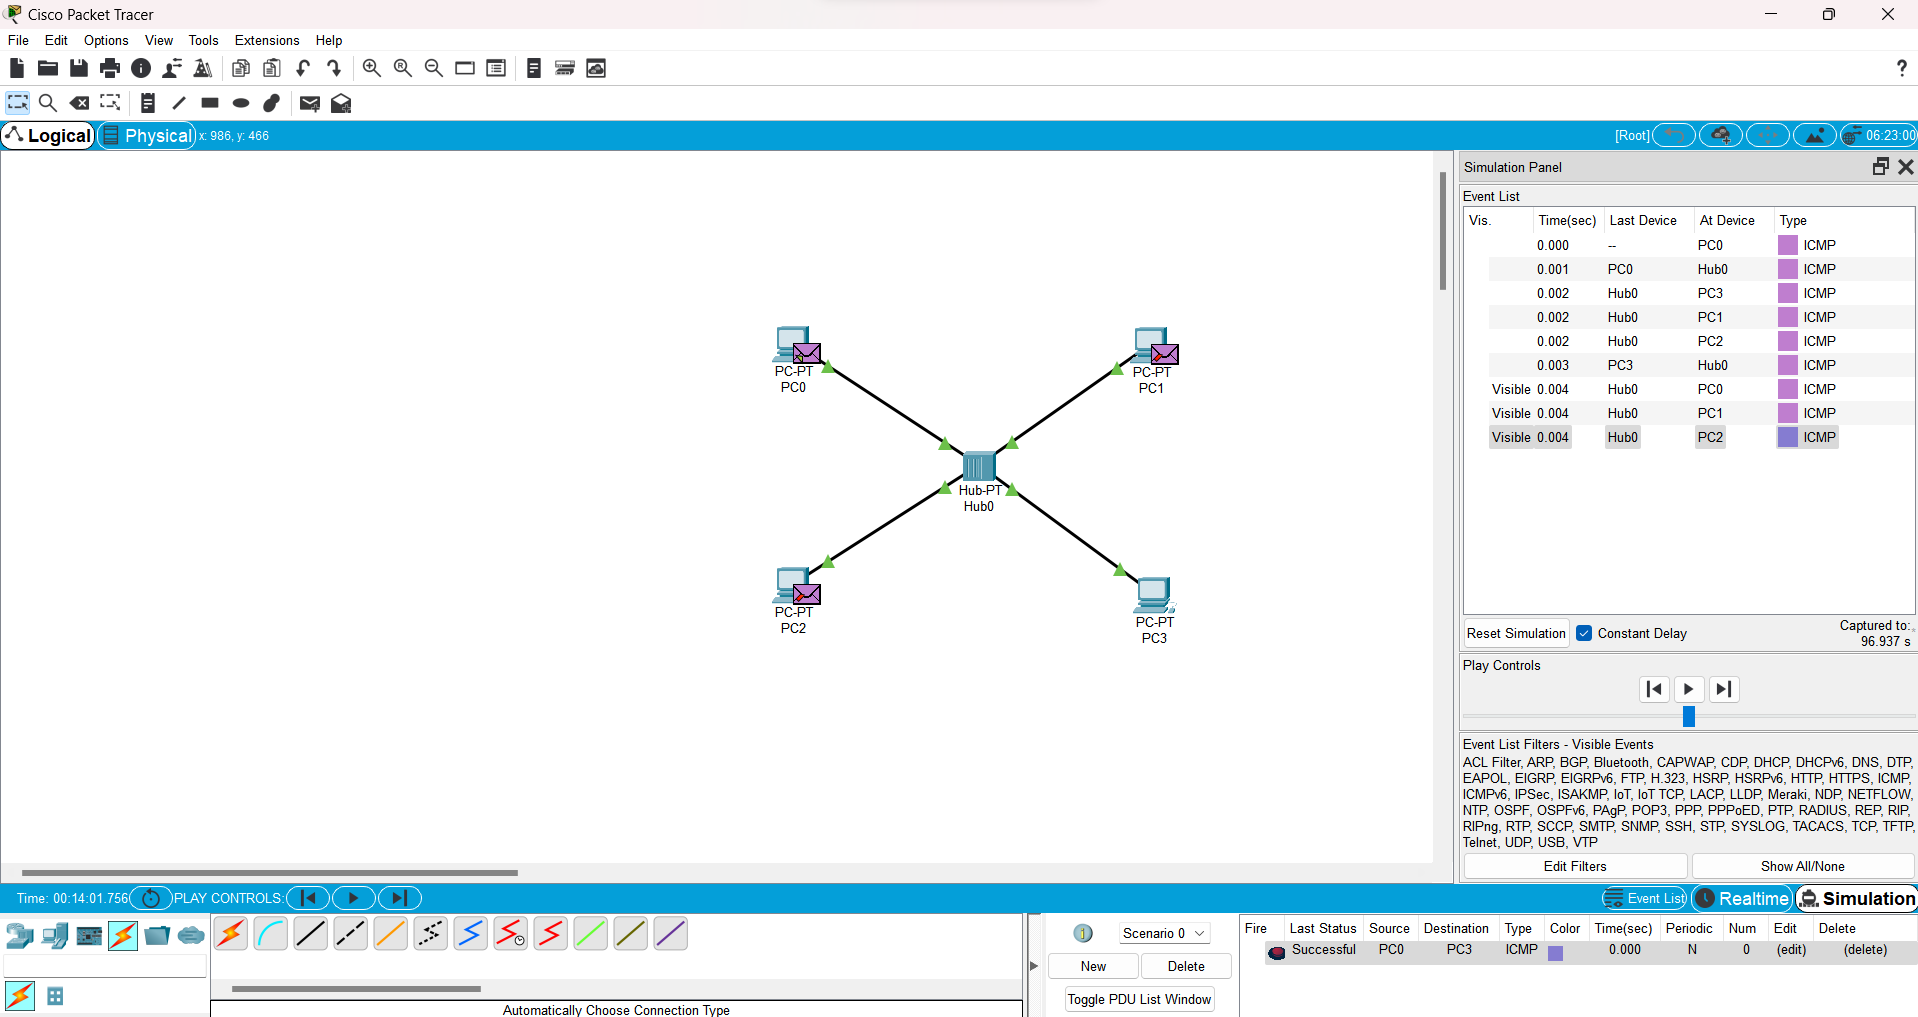 Cisco Packet Tracer
File Edit Options View Tools Extensions Help
?
Logical Physical x: 986, y: 466 [Root] 06:23:00
Simulation Panel
Event List
Vis. Time(sec) Last Device At Device Type
0.000 -- PC0 ICMP
0.001 PC0 Hub0 ICMP
0.002 Hub0 PC3 ICMP
0.002 Hub0 PC1 ICMP
0.002 Hub0 PC2 ICMP
0.003 PC3 Hub0 ICMP
Visible 0.004 Hub0 PC0 ICMP
Visible 0.004 Hub0 PC1 ICMP
Visible 0.004 Hub0 PC2 ICMP
PC-PT
PC0
PC-PT
PC1
Hub-PT
Hub0
PC-PT
PC2
PC-PT
PC3
Reset Simulation Constant Delay Captured to:
96.937 s
Play Controls
Event List Filters - Visible Events
ACL Filter, ARP, BGP, Bluetooth, CAPWAP, CDP, DHCP, DHCPv6, DNS, DTP,
EAPOL, EIGRP, EIGRPv6, FTP, H.323, HSRP, HSRPv6, HTTP, HTTPS, ICMP,
ICMPv6, IPSec, ISAKMP, IoT, IoT TCP, LACP, LLDP, Meraki, NDP, NETFLOW,
NTP, OSPF, OSPFv6, PAgP, POP3, PPP, PPPoED, PTP, RADIUS, REP, RIP,
RIPng, RTP, SCCP, SMTP, SNMP, SSH, STP, SYSLOG, TACACS, TCP, TFTP,
Telnet, UDP, USB, VTP
Edit Filters Show All/None
Time: 00:14:01.756 PLAY CONTROLS: Event List Realtime Simulation
Scenario 0
New Delete
Toggle PDU List Window
Fire Last Status Source Destination Type Color Time(sec) Periodic Num Edit Delete
Successful PC0 PC3 ICMP 0.000 N 0 (edit) (delete)
Automatically Choose Connection Type